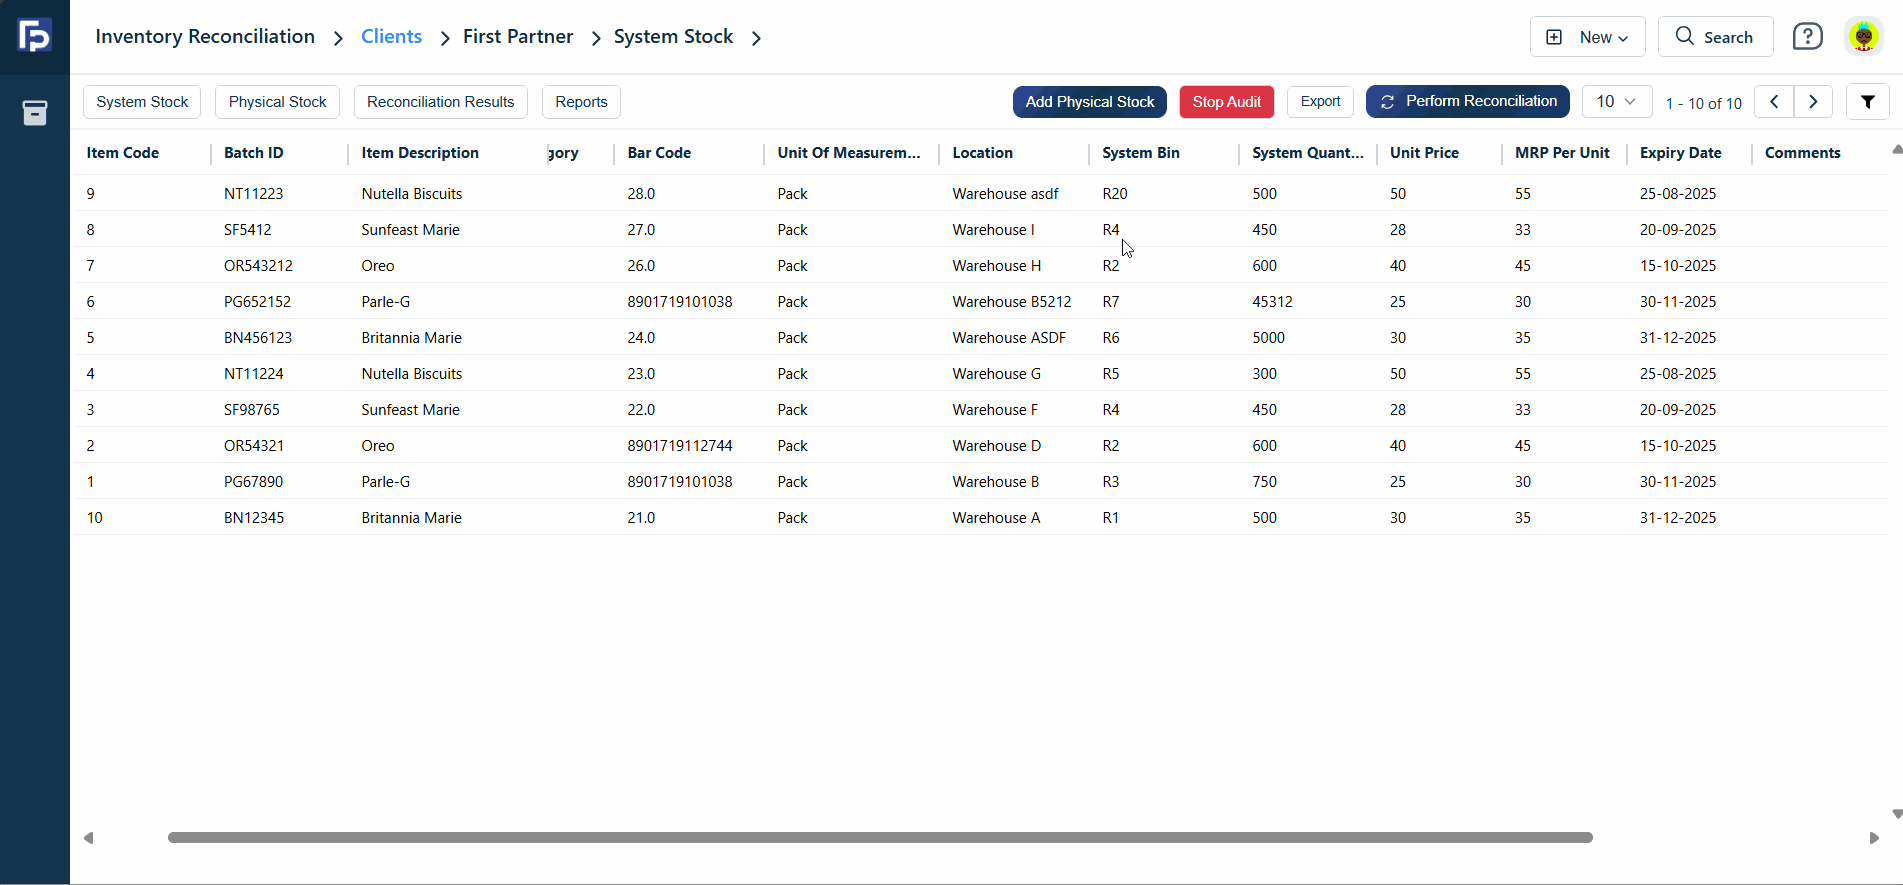 Inventory Reconciliation > Clients > First Partner > System Stock >
New
Search
?
System Stock
Physical Stock
Reconciliation Results
Reports
Add Physical Stock
Stop Audit
Export
Perform Reconciliation
10
1 - 10 of 10
Item Code Batch ID Item Description gory Bar Code Unit Of Measurem... Location System Bin System Quant... Unit Price MRP Per Unit Expiry Date Comments
9 NT11223 Nutella Biscuits 28.0 Pack Warehouse asdf R20 500 50 55 25-08-2025
8 SF5412 Sunfeast Marie 27.0 Pack Warehouse I R4 450 28 33 20-09-2025
7 OR543212 Oreo 26.0 Pack Warehouse H R2 600 40 45 15-10-2025
6 PG652152 Parle-G 8901719101038 Pack Warehouse B5212 R7 45312 25 30 30-11-2025
5 BN456123 Britannia Marie 24.0 Pack Warehouse ASDF R6 5000 30 35 31-12-2025
4 NT11224 Nutella Biscuits 23.0 Pack Warehouse G R5 300 50 55 25-08-2025
3 SF98765 Sunfeast Marie 22.0 Pack Warehouse F R4 450 28 33 20-09-2025
2 OR54321 Oreo 8901719112744 Pack Warehouse D R2 600 40 45 15-10-2025
1 PG67890 Parle-G 8901719101038 Pack Warehouse B R3 750 25 30 30-11-2025
10 BN12345 Britannia Marie 21.0 Pack Warehouse A R1 500 30 35 31-12-2025